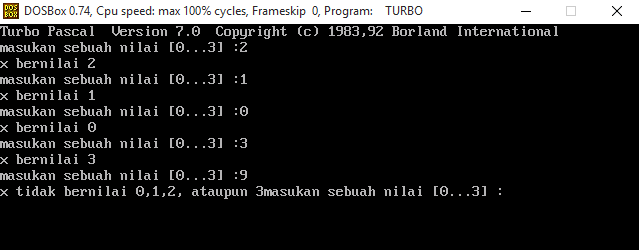 DOSBox 0.74, Cpu speed: max 100% cycles, Frameskip 0, Program: TURBO
Turbo Pascal Version 7.0 Copyright (c) 1983,92 Borland International
masukan sebuah nilai [0...3] :2
x bernilai 2
masukan sebuah nilai [0...3] :1
x bernilai 1
masukan sebuah nilai [0...3] :0
x bernilai 0
masukan sebuah nilai [0...3] :3
x bernilai 3
masukan sebuah nilai [0...3] :9
x tidak bernilai 0,1,2, ataupun 3masukan sebuah nilai [0...3] :